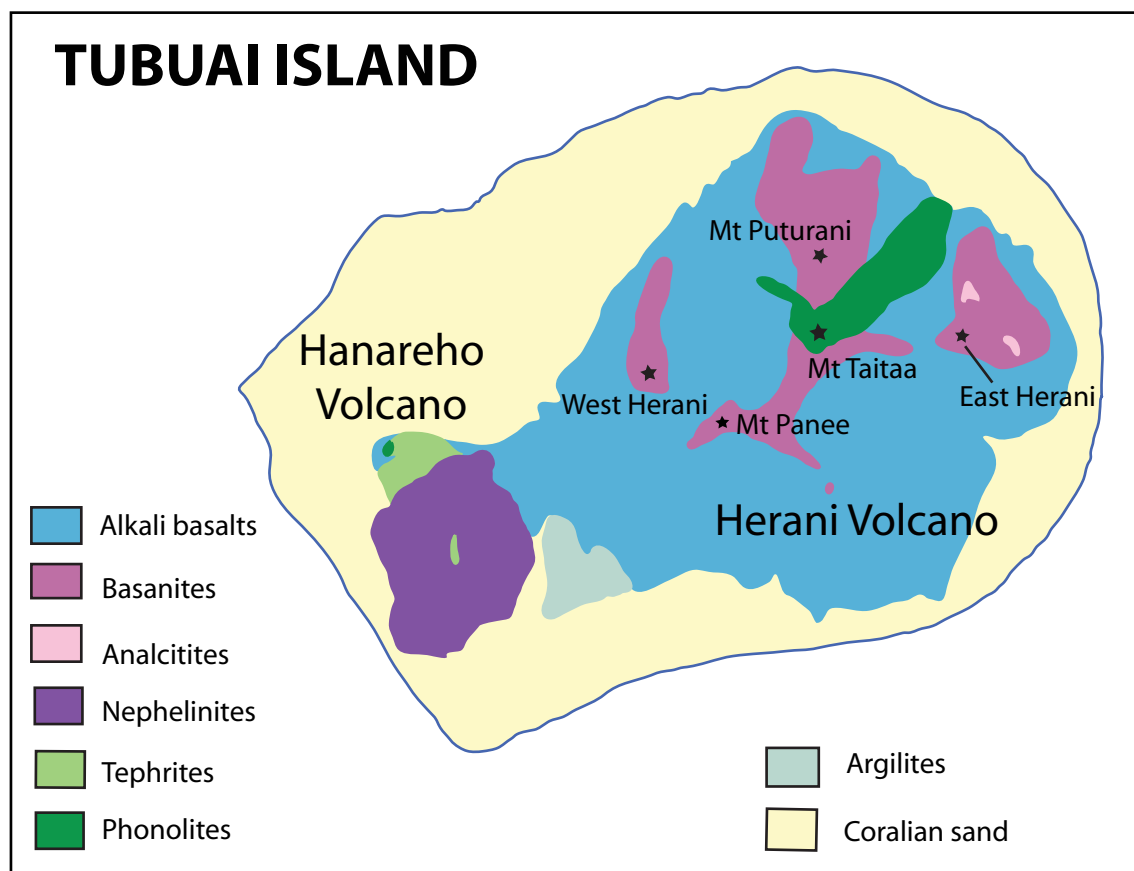 TUBUAI ISLAND
Mt Puturani
Hanareho
Volcano
Mt Taitaa
West Herani
East Herani
Mt Panee
Herani Volcano
Alkali basalts
Basanites
Analcitites
Nephelinites
Tephrites
Phonolites
Argilites
Coralian sand